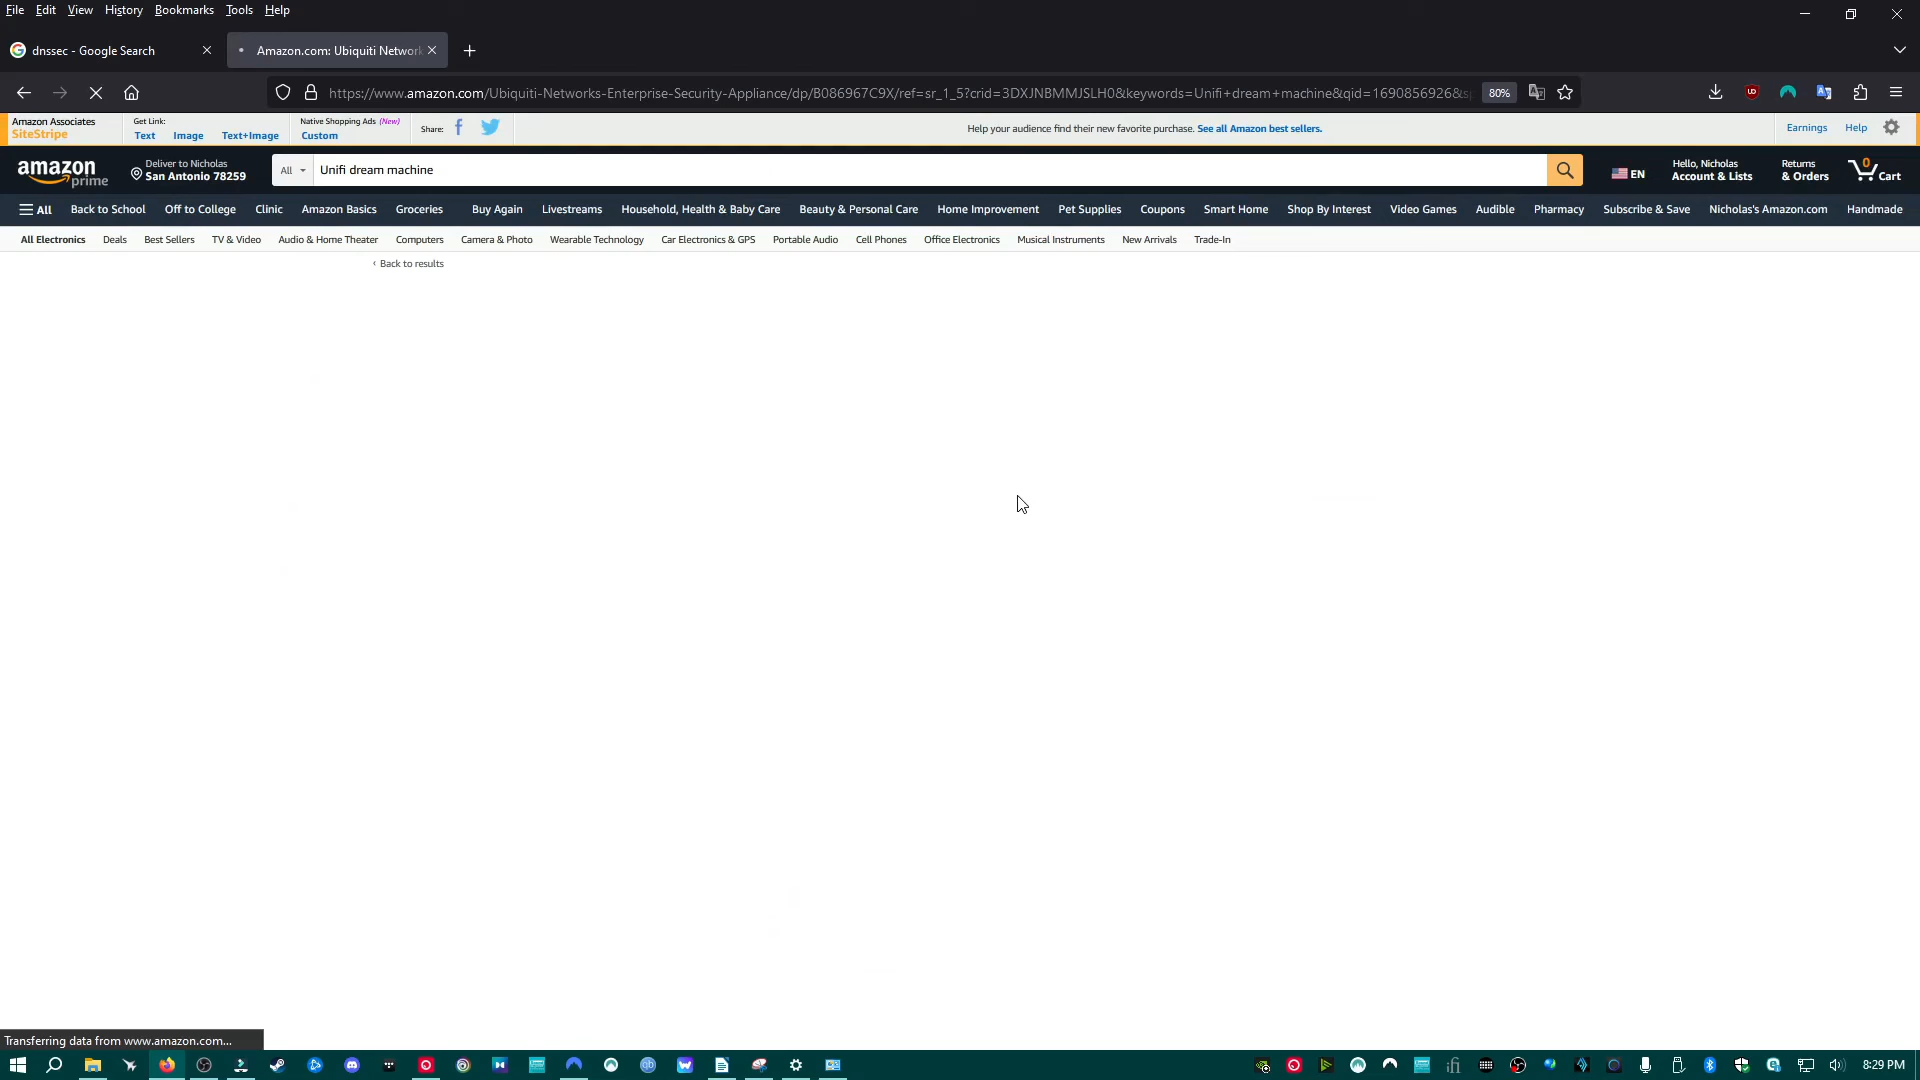 File Edit View History Bookmarks Tools Help
dnssec - Google Search
Amazon.com: Ubiquiti Network
https://www.amazon.com/Ubiquiti-Networks-Enterprise-Security-Appliance/dp/B086967C9X/ref=sr_1_5?crid=3DXJNBMMJSLH0&keywords=Unifi+dream+machine&qid=1690856926&s
80%
Amazon Associates
SiteStripe
Get Link:
Text Image Text+Image
Native Shopping Ads (New)
Custom
Share:
Help your audience find their new favorite purchase. See all Amazon best sellers.
Earnings Help
amazon
prime
Deliver to Nicholas
San Antonio 78259
All
Unifi dream machine
EN
Hello, Nicholas
Account & Lists
Returns
& Orders
0
Cart
All Back to School Off to College Clinic Amazon Basics Groceries Buy Again Livestreams Household, Health & Baby Care Beauty & Personal Care Home Improvement Pet Supplies Coupons Smart Home Shop By Interest Video Games Audible Pharmacy Subscribe & Save Nicholas's Amazon.com Handmade
All Electronics Deals Best Sellers TV & Video Audio & Home Theater Computers Camera & Photo Wearable Technology Car Electronics & GPS Portable Audio Cell Phones Office Electronics Musical Instruments New Arrivals Trade-In
‹ Back to results
Transferring data from www.amazon.com...
8:29 PM